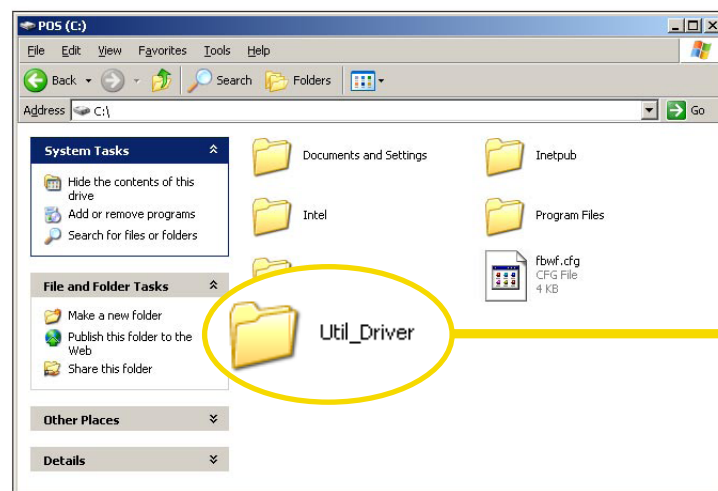 POS (C:)
File Edit View Favorites Tools Help
Back Search Folders
Address C:\ Go
System Tasks
Hide the contents of this
drive
Add or remove programs
Search for files or folders
File and Folder Tasks
Make a new folder
Publish this folder to the
Web
Share this folder
Other Places
Details
Documents and Settings Inetpub
Intel Program Files
fbwf.cfg
CFG File
4 KB
Util_Driver